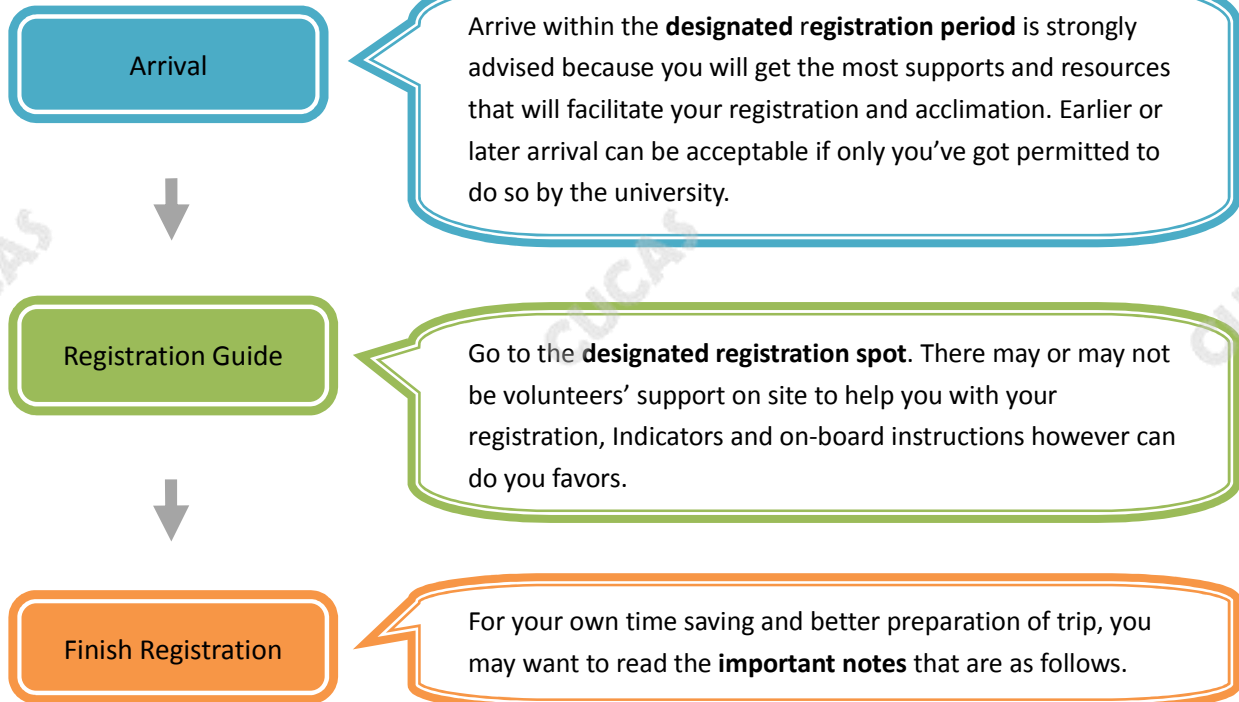 Arrival
Arrive within the designated registration period is strongly
advised because you will get the most supports and resources
that will facilitate your registration and acclimation. Earlier or
later arrival can be acceptable if only you’ve got permitted to
do so by the university.
CUCAS
Registration Guide
Go to the designated registration spot. There may or may not
be volunteers’ support on site to help you with your
registration, Indicators and on-board instructions however can
do you favors.
Finish Registration
For your own time saving and better preparation of trip, you
may want to read the important notes that are as follows.